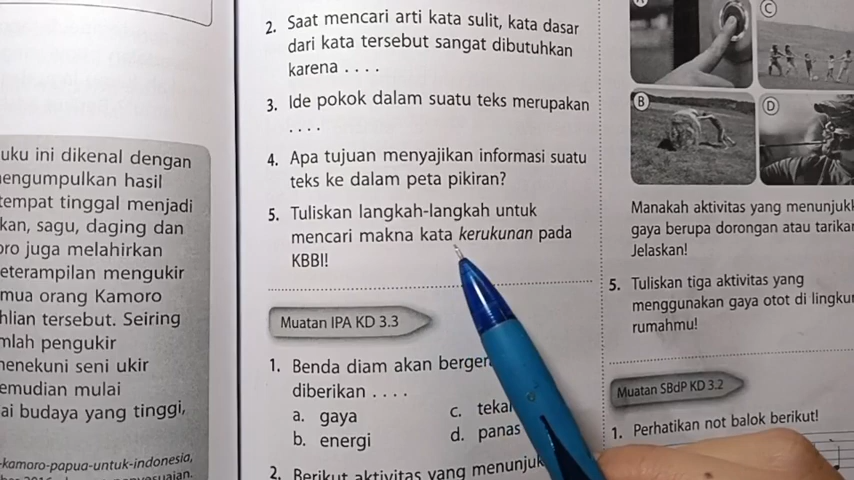 uku ini dikenal dengan
engumpulkan hasil
tempat tinggal menjadi
kan, sagu, daging dan
oro juga melahirkan
eterampilan mengukir
mua orang Kamoro
hlian tersebut. Seiring
mlah pengukir
enekuni seni ukir
emudian mulai
ai budaya yang tinggi,
-kamoro-papua-untuk-indonesia,
2. Saat mencari arti kata sulit, kata dasar
dari kata tersebut sangat dibutuhkan
karena . . . .
3. Ide pokok dalam suatu teks merupakan
. . . .
4. Apa tujuan menyajikan informasi suatu
teks ke dalam peta pikiran?
5. Tuliskan langkah-langkah untuk
mencari makna kata kerukunan pada
KBBI!
Muatan IPA KD 3.3
1. Benda diam akan berger
diberikan . . . .
a. gaya
b. energi
c. teka
d. panas
2. Berikut aktivitas yang menunjuk
A
C
B
D
Manakah aktivitas yang menunjukk
gaya berupa dorongan atau tarika
Jelaskan!
5. Tuliskan tiga aktivitas yang
menggunakan gaya otot di lingku
rumahmu!
Muatan SBdP KD 3.2
1. Perhatikan not balok berikut!